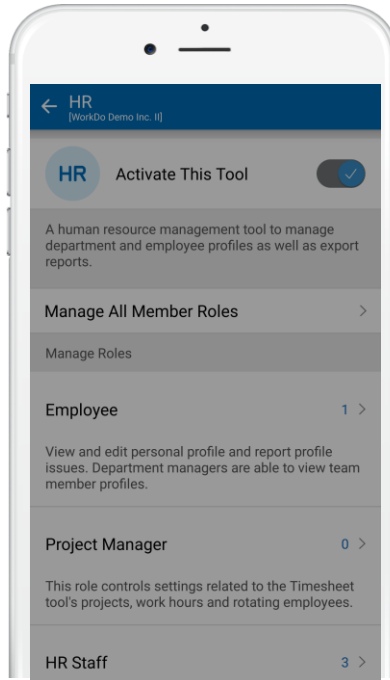 HR
[WorkDo Demo Inc. II]
HR
Activate This Tool
A human resource management tool to manage
department and employee profiles as well as export
reports.
Manage All Member Roles
Manage Roles
Employee
1
View and edit personal profile and report profile
issues. Department managers are able to view team
member profiles.
Project Manager
0
This role controls settings related to the Timesheet
tool's projects, work hours and rotating employees.
HR Staff
3